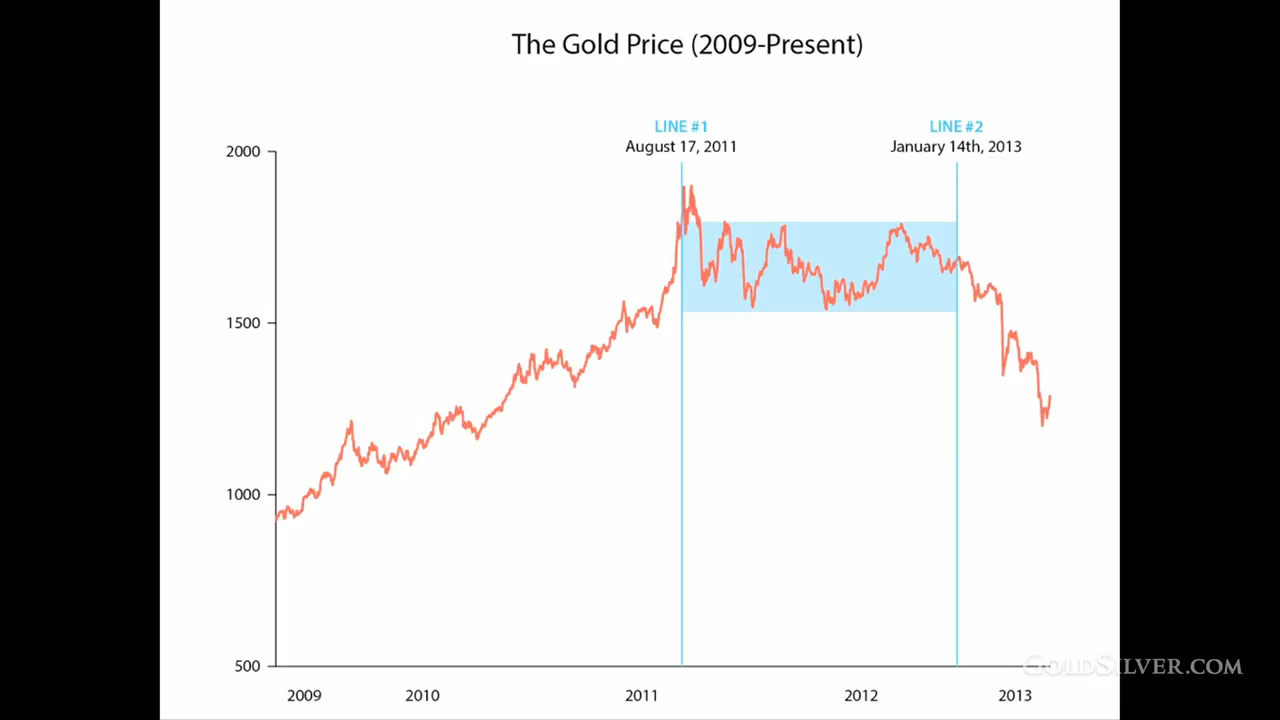 The Gold Price (2009-Present)
LINE #1
August 17, 2011
LINE #2
January 14th, 2013
2000
1500
1000
500
2009
2010
2011
2012
2013
GOLDSILVER.COM